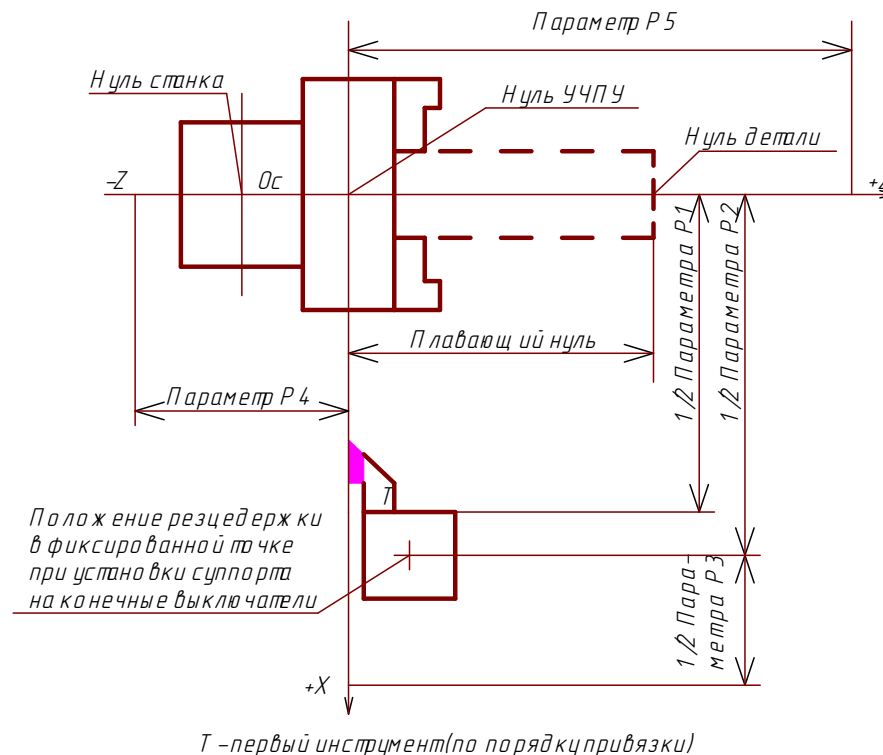 Параметр Р5
Нуль станка
Нуль УЧПУ
Нуль детали
-Z
Ос
+Z
1/2 Параметра Р1
1/2 Параметра Р2
Плавающий нуль
Параметр Р4
Т
Положение резцедержки
в фиксированной точке
при установки суппорта
на конечные выключатели
1/2 Пара-
метра Р3
+Х
Т -первый инструмент(по порядку привязки)